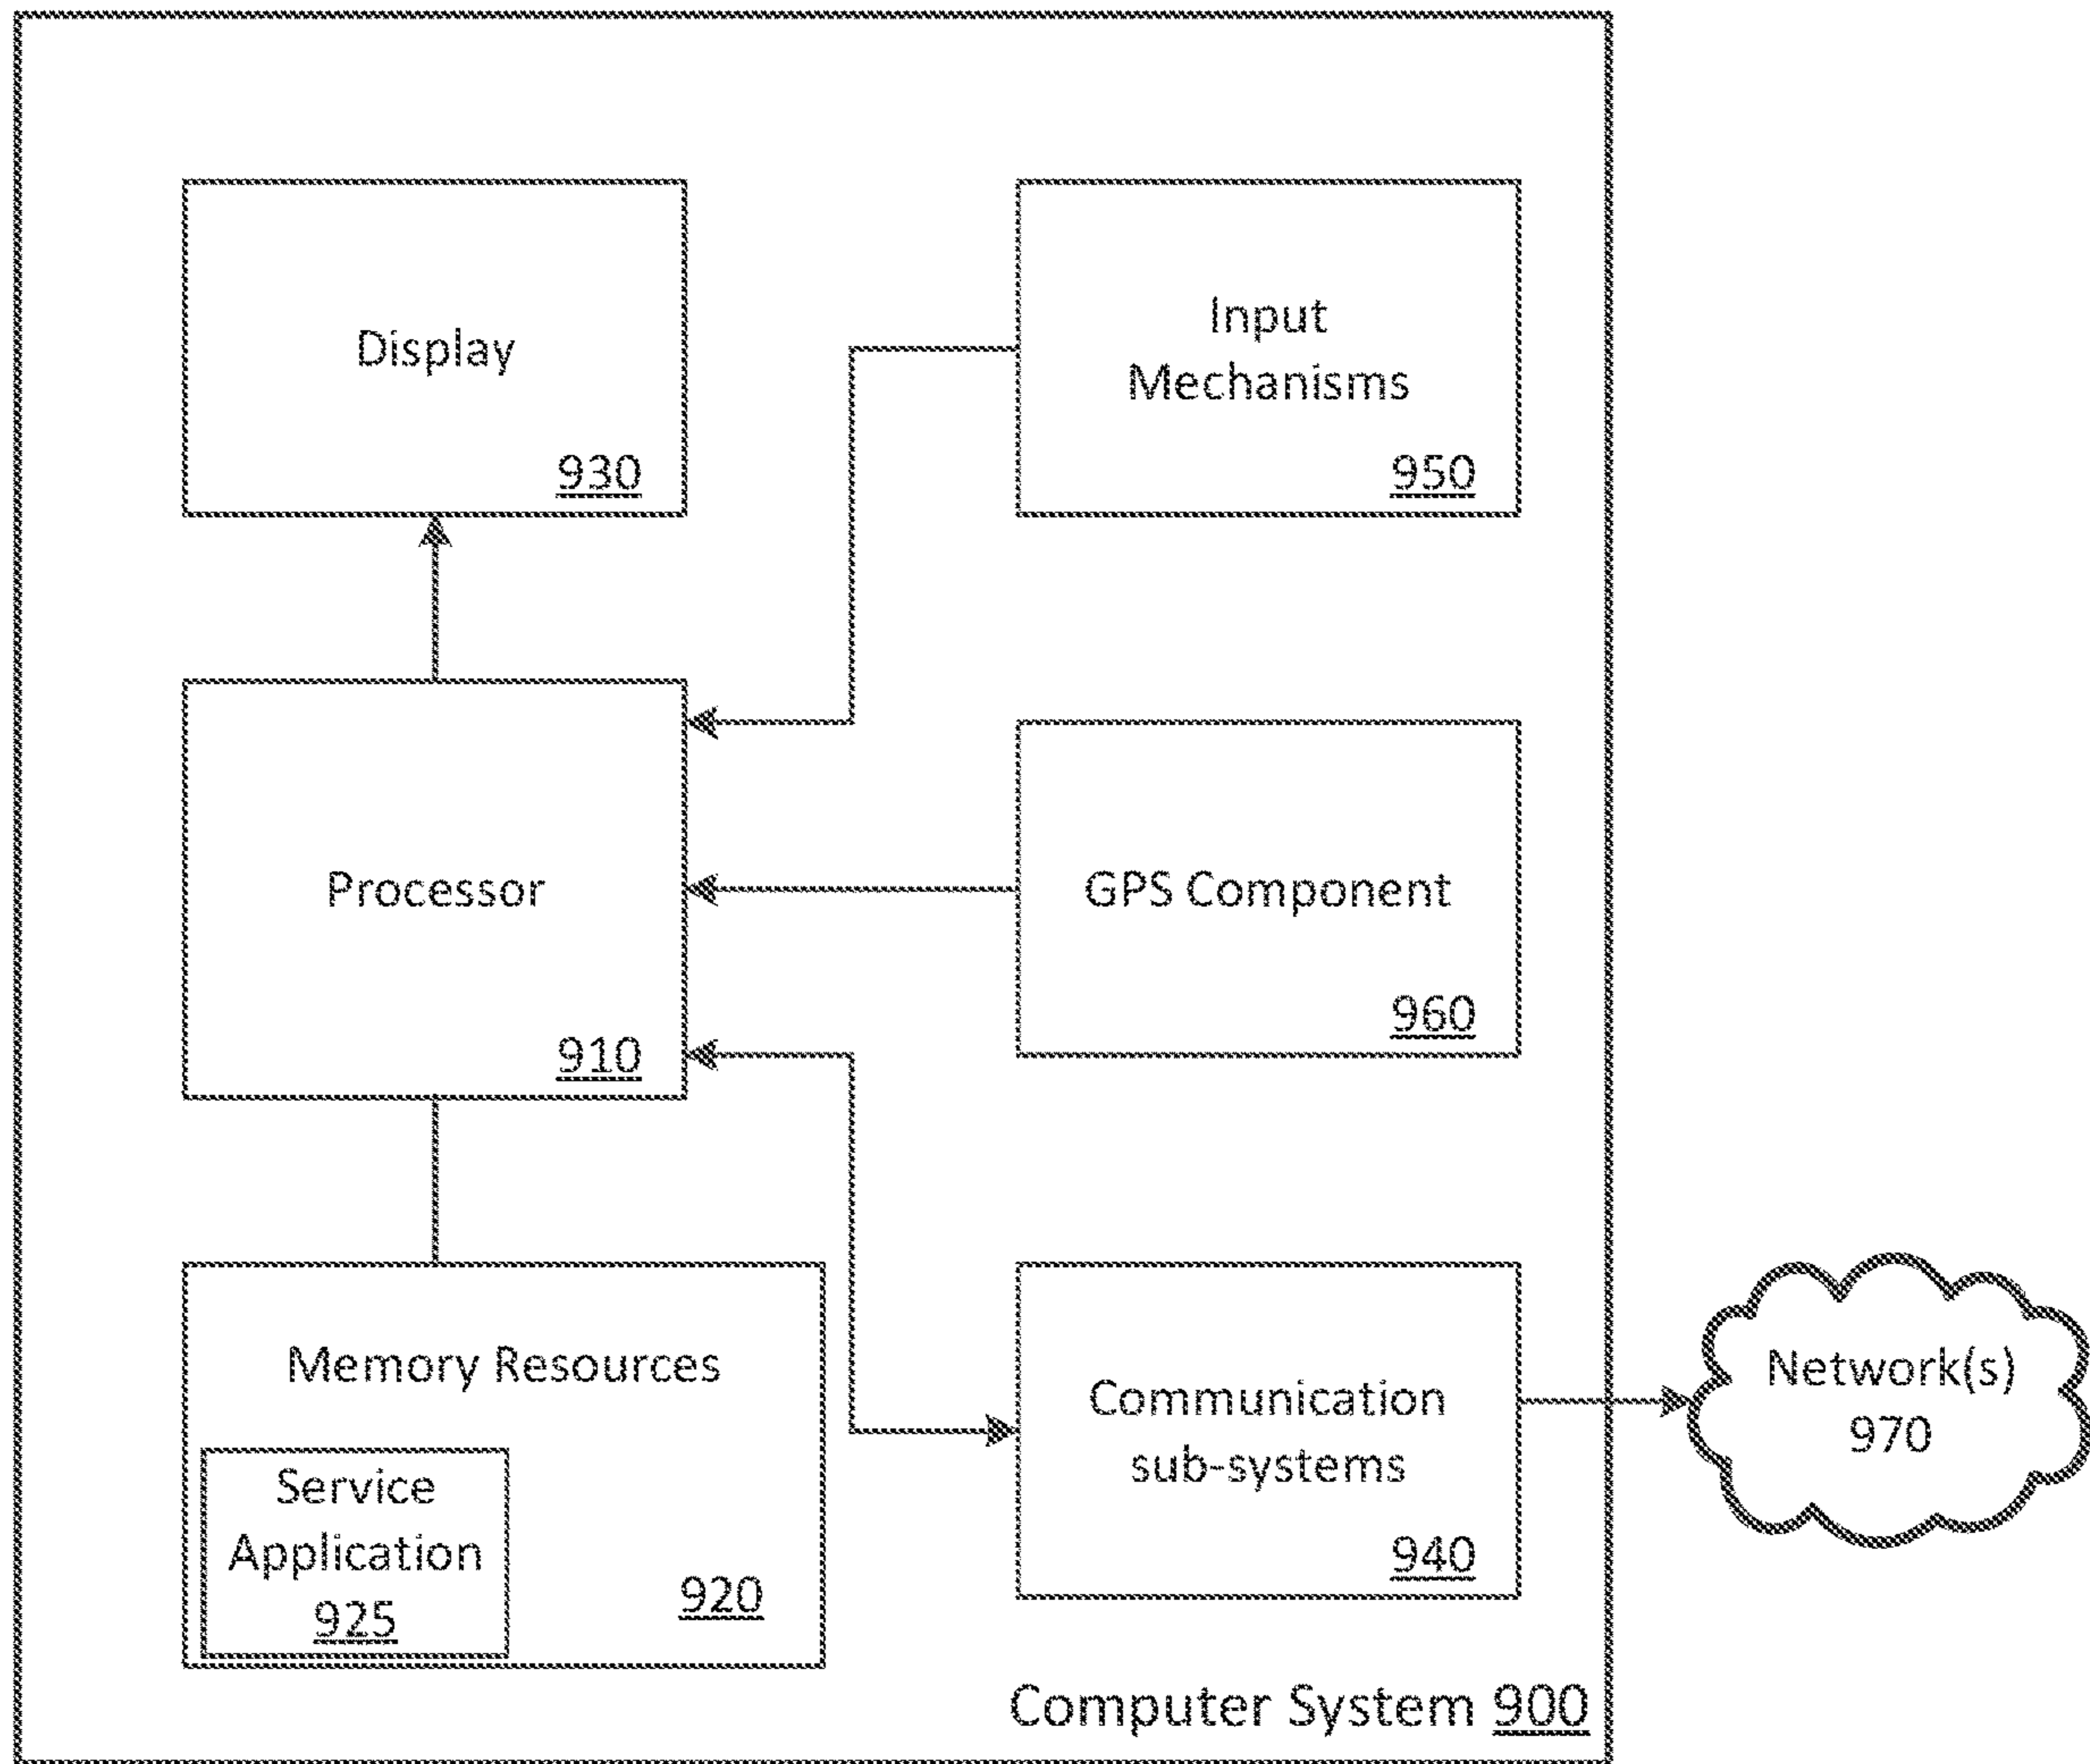 Display
930
Input
Mechanisms
950
Processor
910
GPS Component
960
Memory Resources
Service
Application
925
920
Communication
sub-systems
940
Network(s)
970
Computer System 900